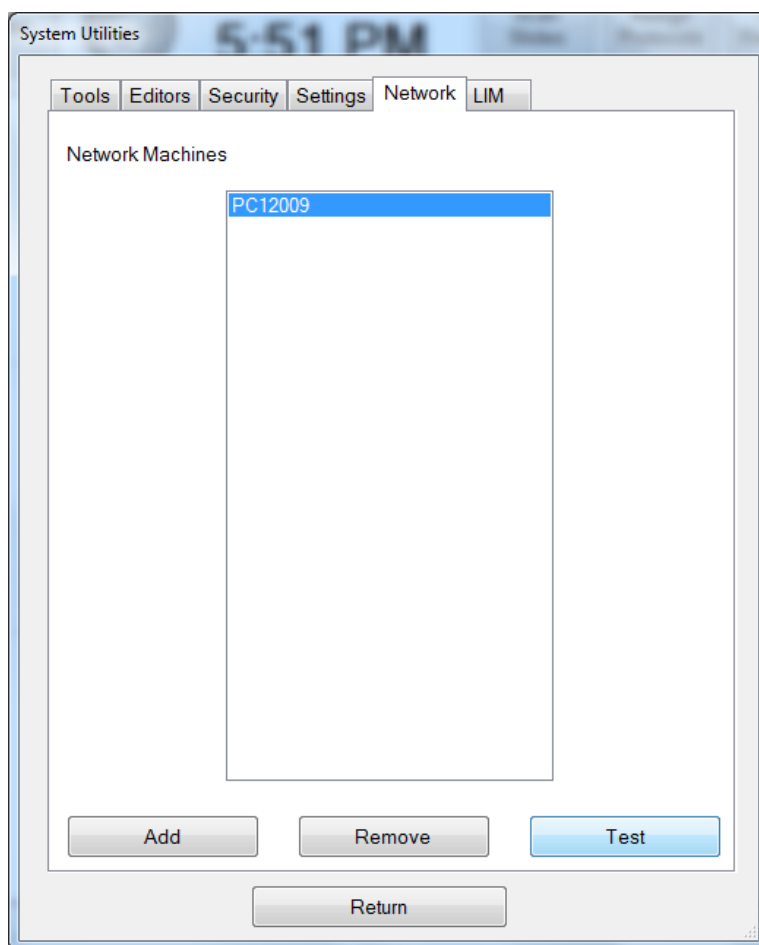 System Utilities
5:51 PM
Tools Editors Security Settings Network LIM
Network Machines
PC12009
Add Remove Test
Return